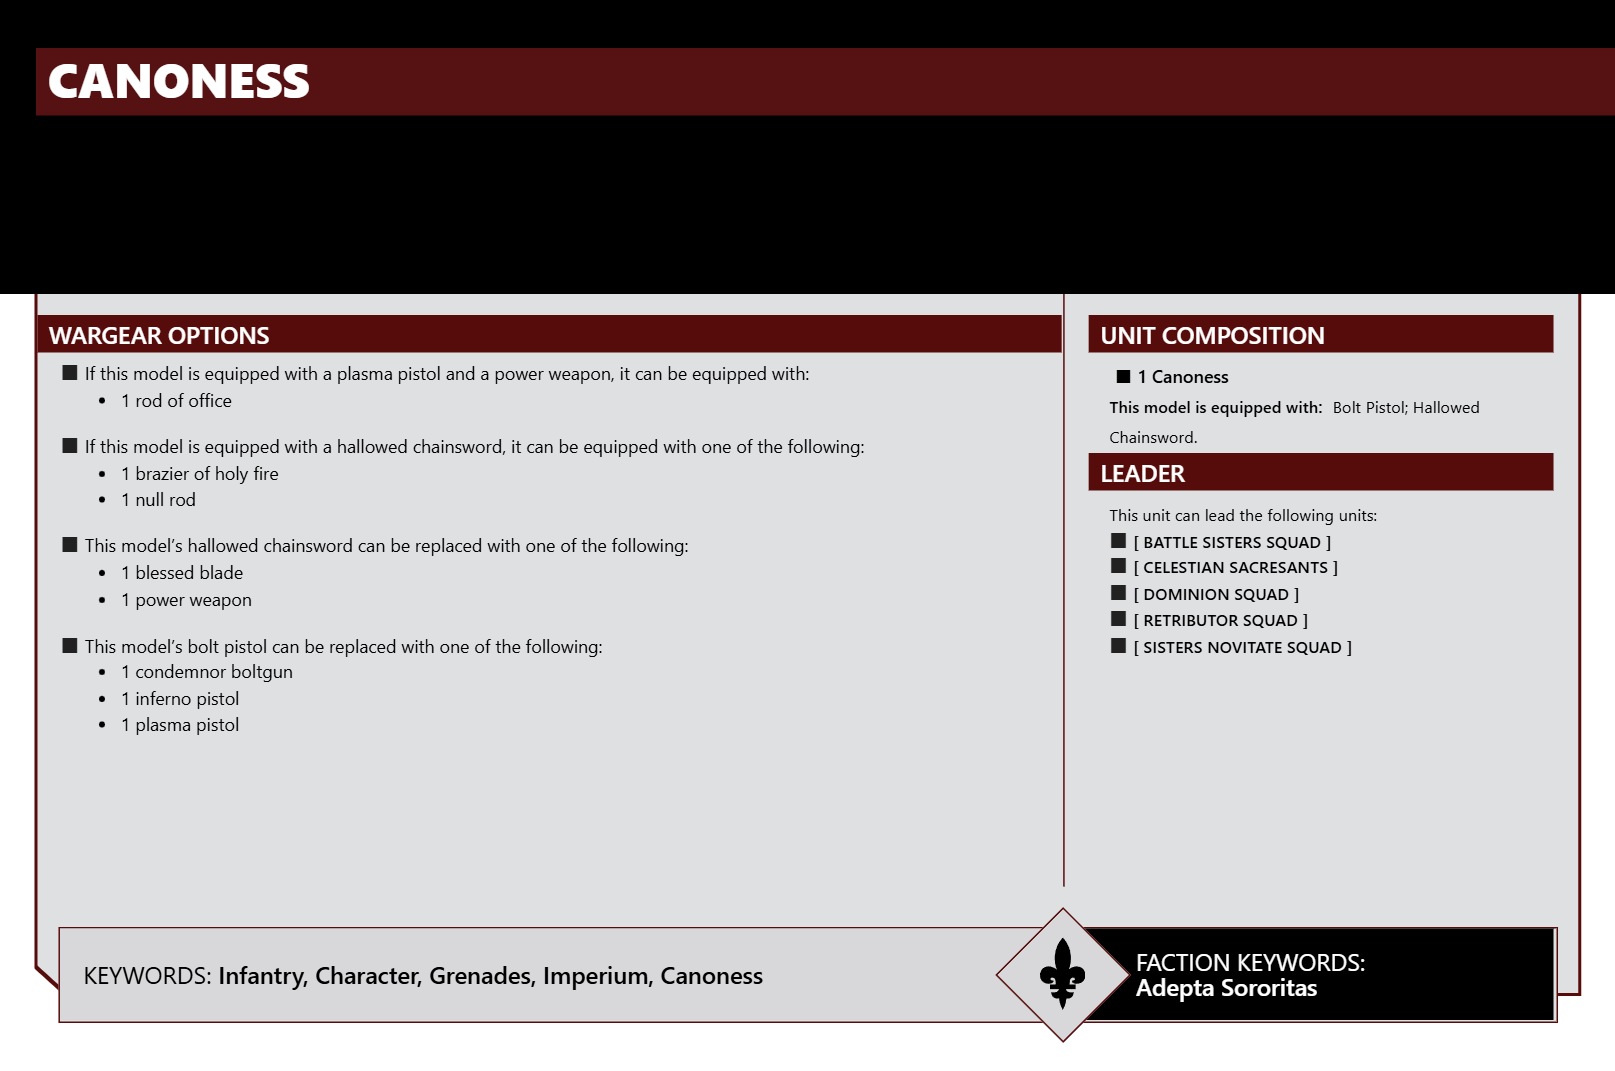 CANONESS
WARGEAR OPTIONS
■ If this model is equipped with a plasma pistol and a power weapon, it can be equipped with:
• 1 rod of office
■ If this model is equipped with a hallowed chainsword, it can be equipped with one of the following:
• 1 brazier of holy fire
• 1 null rod
■ This model’s hallowed chainsword can be replaced with one of the following:
• 1 blessed blade
• 1 power weapon
■ This model’s bolt pistol can be replaced with one of the following:
• 1 condemnor boltgun
• 1 inferno pistol
• 1 plasma pistol
UNIT COMPOSITION
■ 1 Canoness
This model is equipped with: Bolt Pistol; Hallowed
Chainsword.
LEADER
This unit can lead the following units:
■ [ BATTLE SISTERS SQUAD ]
■ [ CELESTIAN SACRESANTS ]
■ [ DOMINION SQUAD ]
■ [ RETRIBUTOR SQUAD ]
■ [ SISTERS NOVITATE SQUAD ]
KEYWORDS: Infantry, Character, Grenades, Imperium, Canoness
FACTION KEYWORDS:
Adepta Sororitas